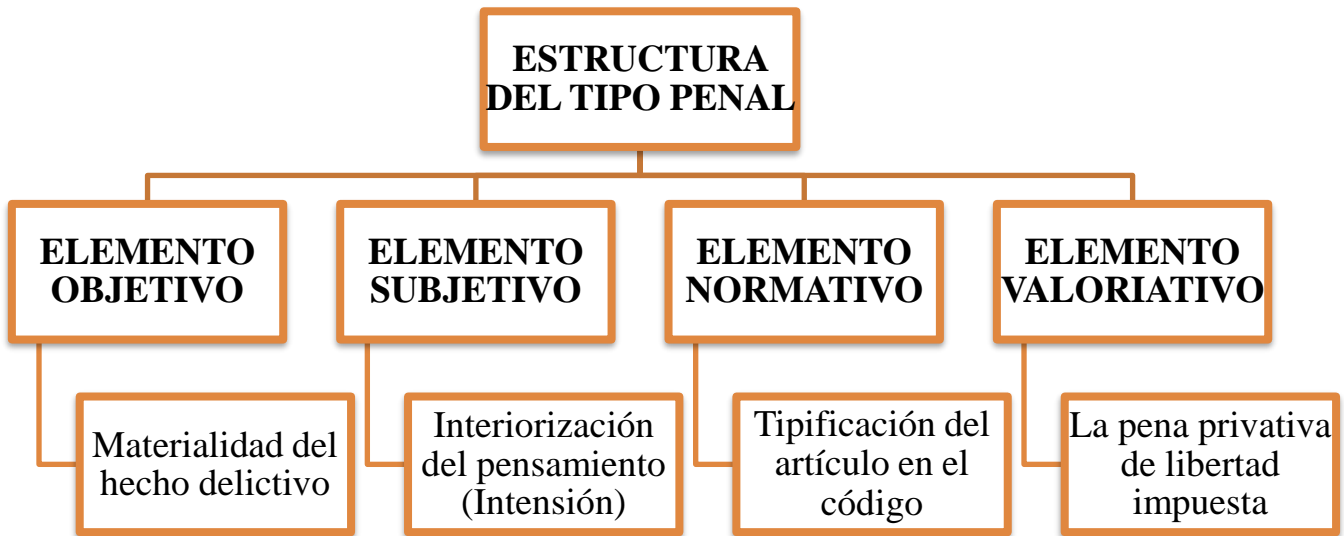 ESTRUCTURA
DEL TIPO PENAL
ELEMENTO
OBJETIVO
Materialidad del
hecho delictivo
ELEMENTO
SUBJETIVO
Interiorización
del pensamiento
(Intensión)
ELEMENTO
NORMATIVO
Tipificación del
artículo en el
código
ELEMENTO
VALORIATIVO
La pena privativa
de libertad
impuesta